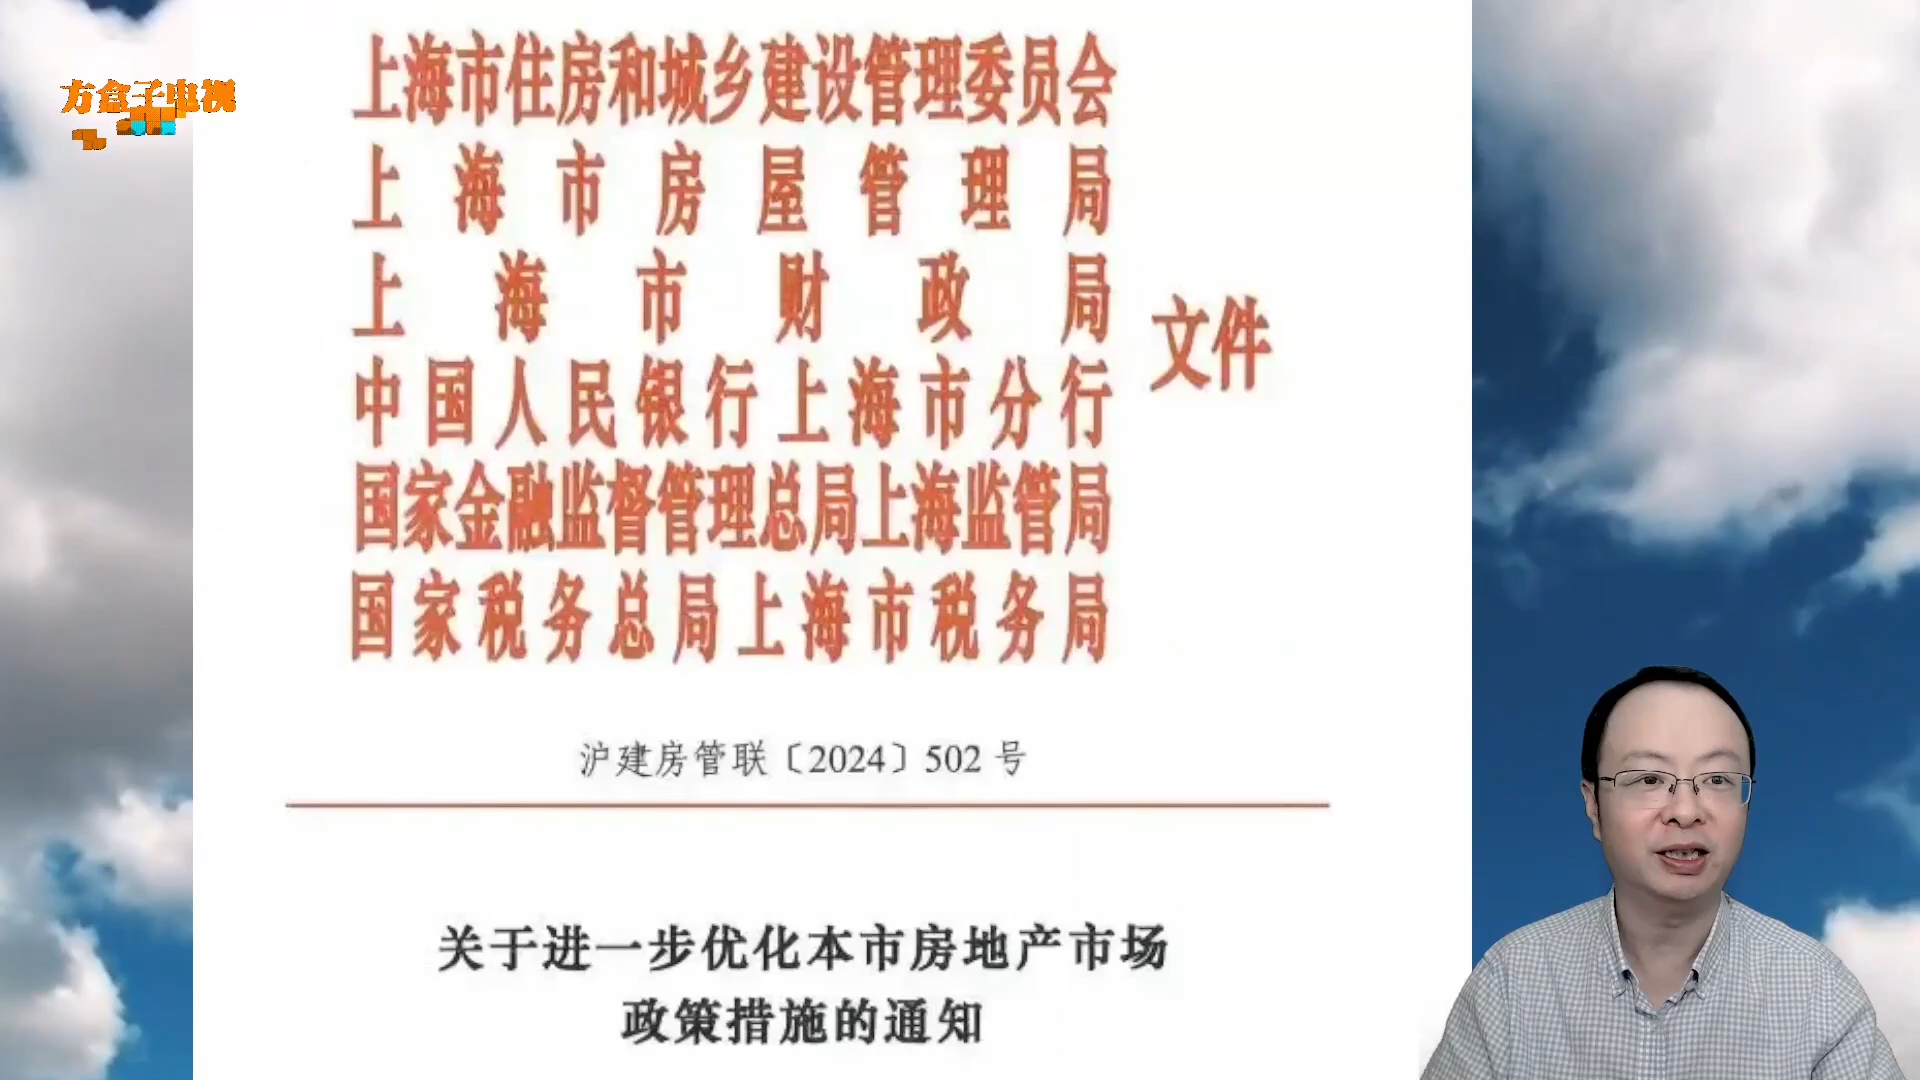 方盒子电视
上海市住房和城乡建设管理委员会
上海市房屋管理局
上海市财政局
中国人民银行上海市分行
国家金融监督管理总局上海监管局
国家税务总局上海市税务局
文件
沪建房管联〔2024〕502 号
关于进一步优化本市房地产市场
政策措施的通知